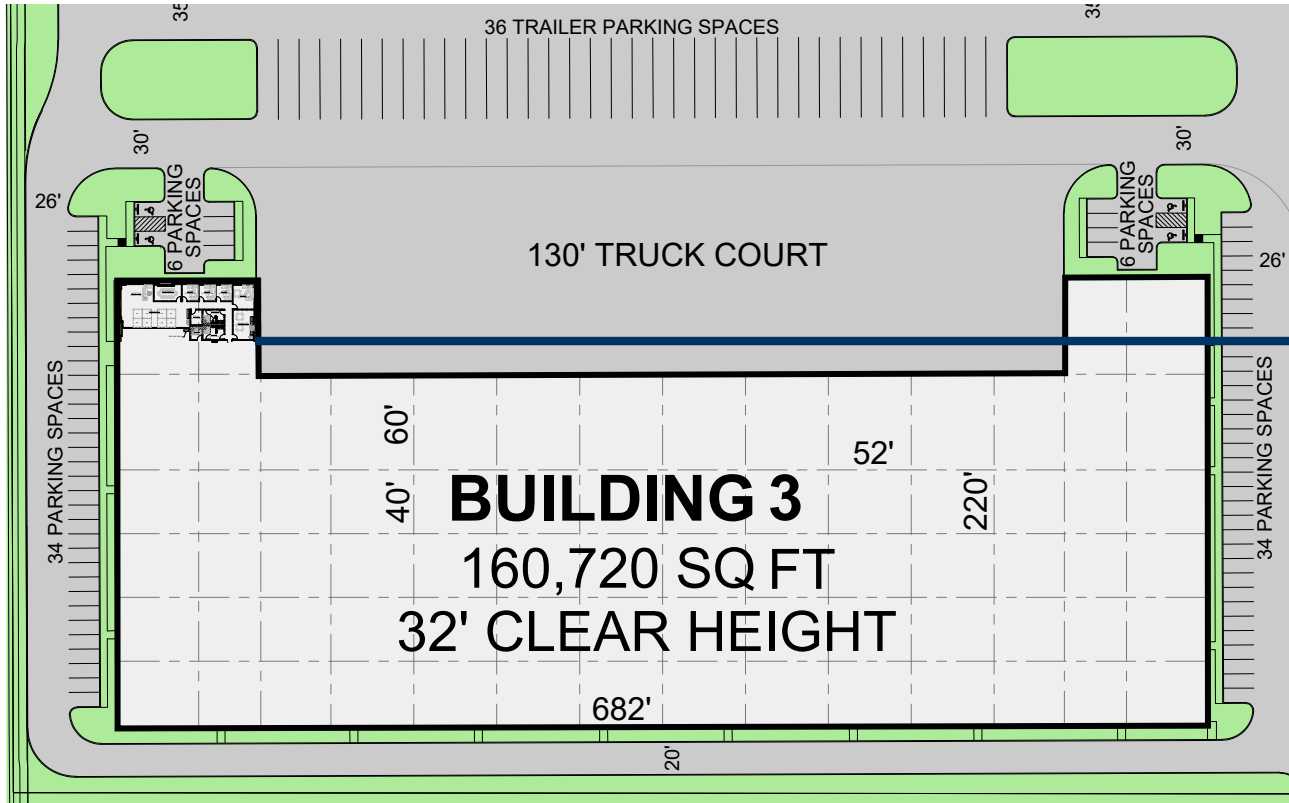 35
35
36 TRAILER PARKING SPACES
30'
30'
6 PARKING
SPACES
6 PARKING
SPACES
26'
26'
130' TRUCK COURT
34 PARKING SPACES
34 PARKING SPACES
60'
52'
40'
220'
BUILDING 3
160,720 SQ FT
32' CLEAR HEIGHT
682'
20'